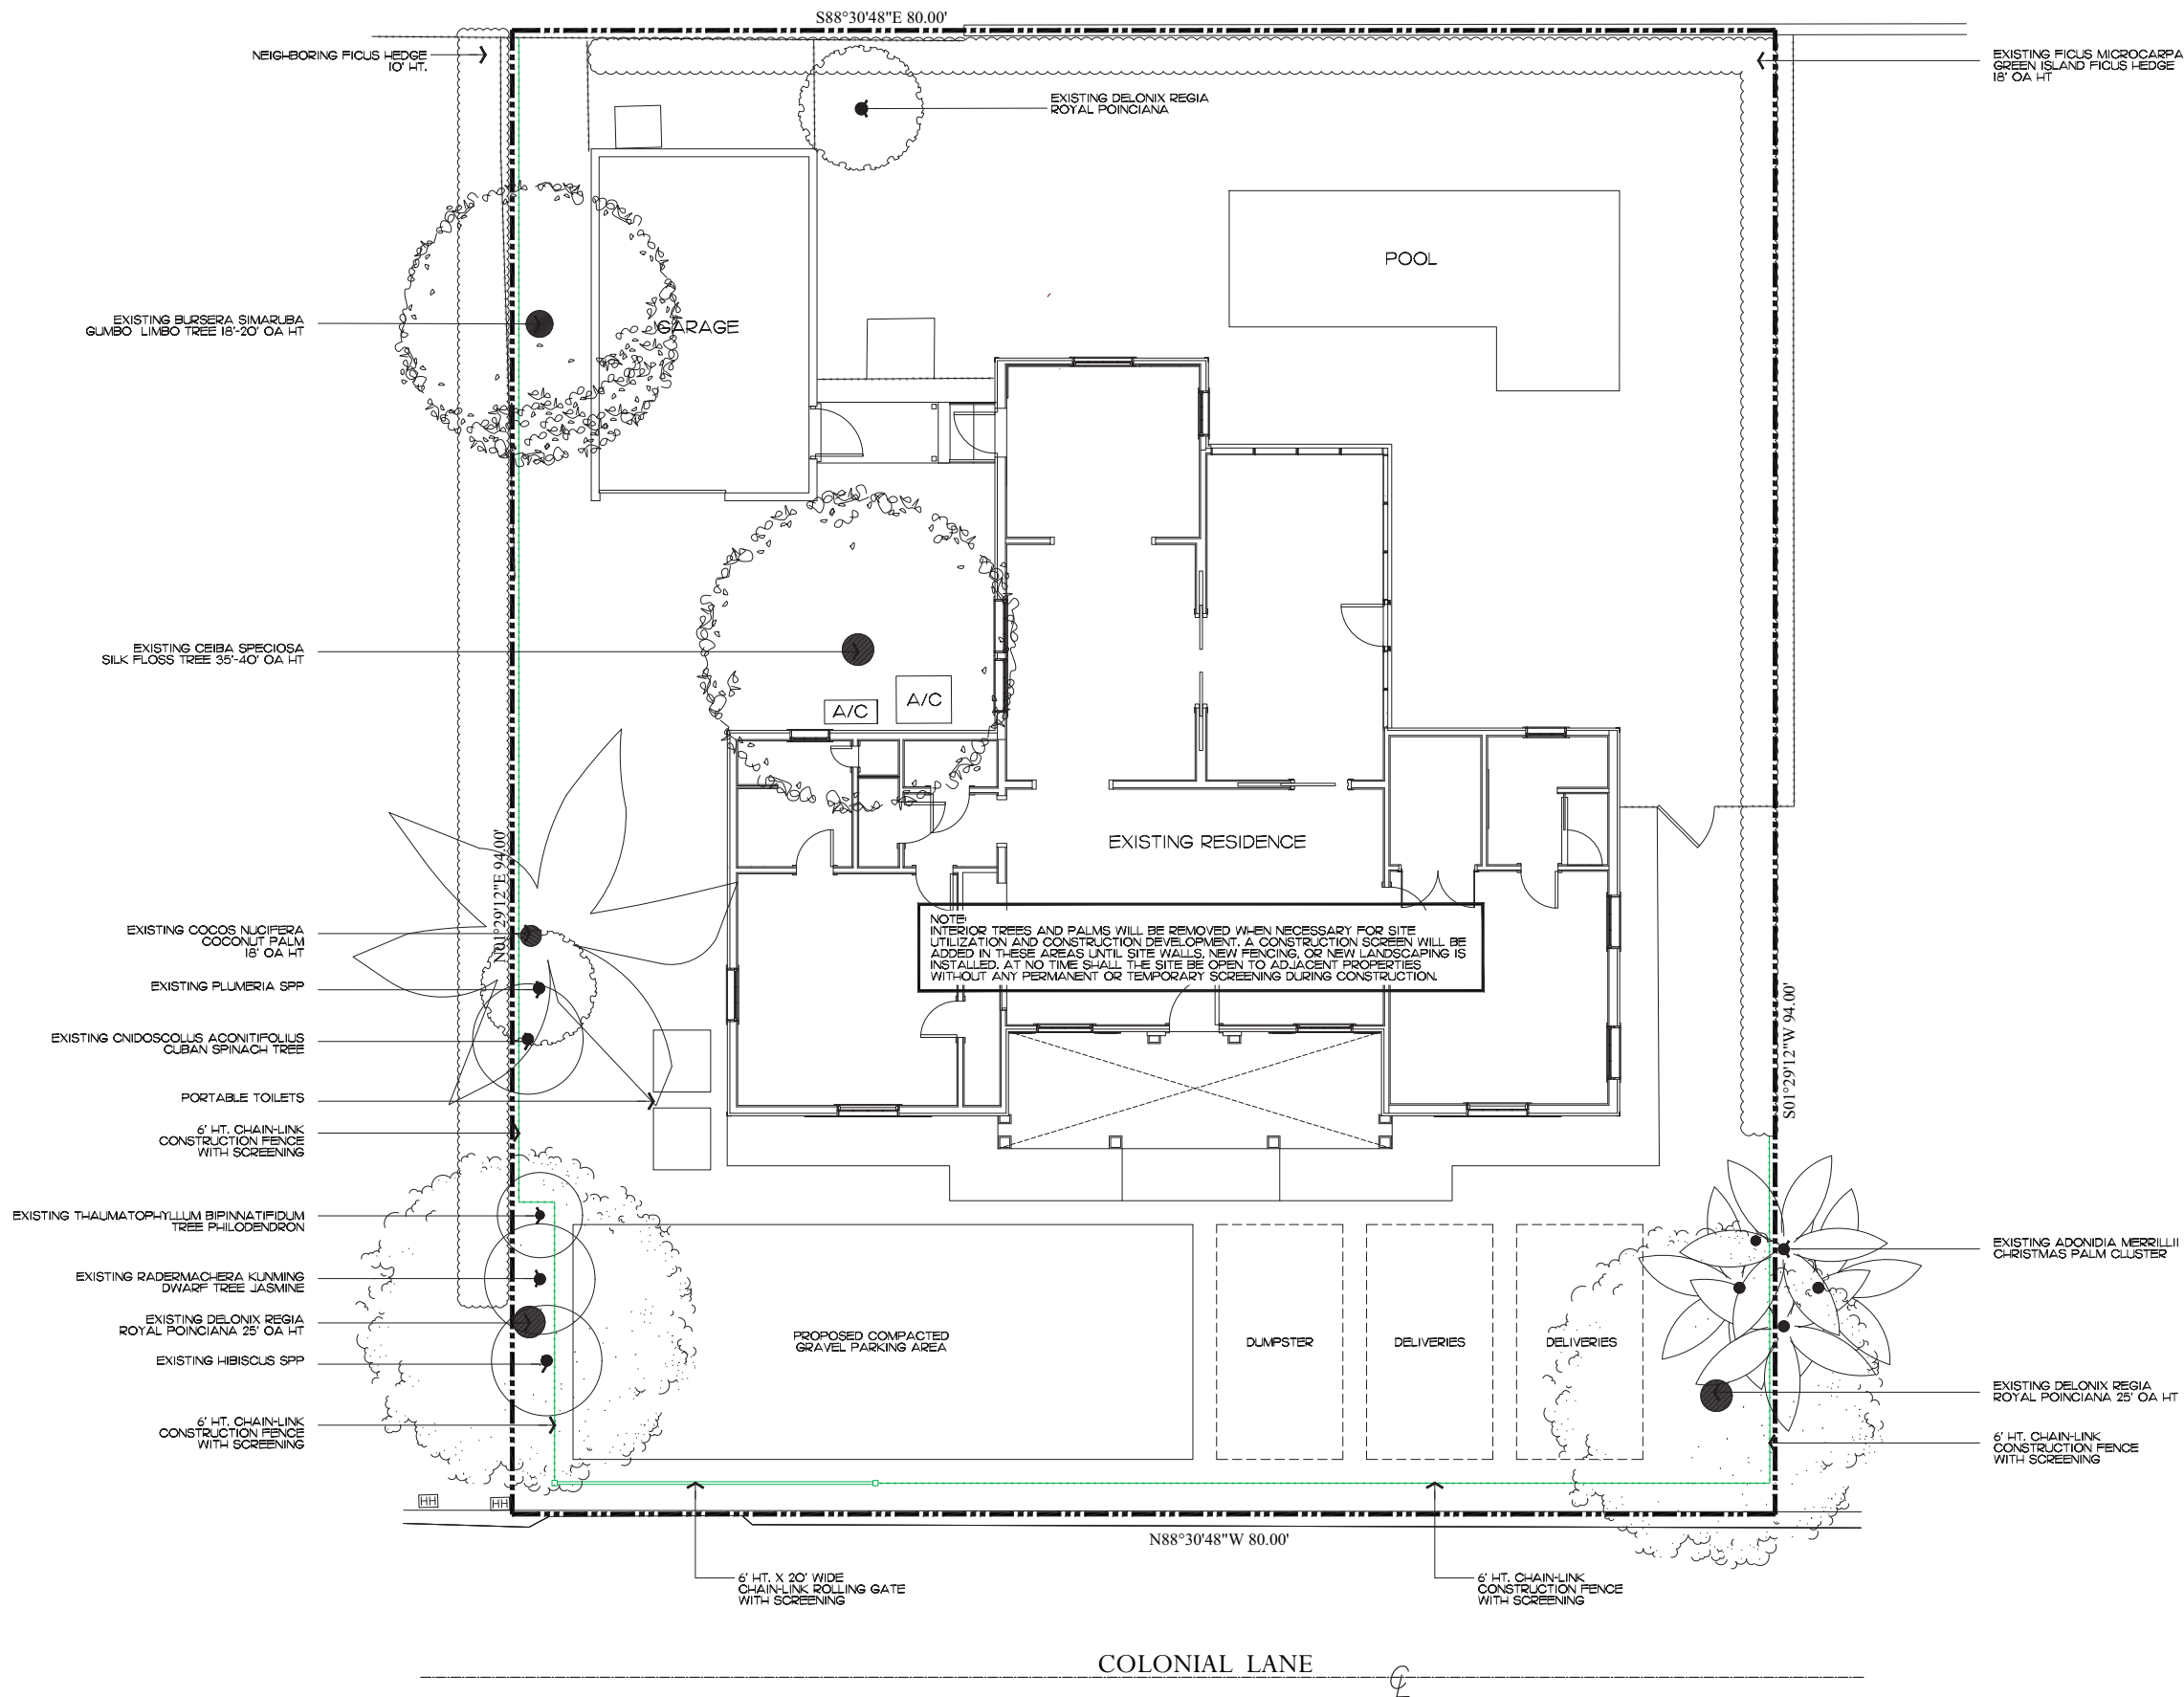 S88°30'48"E 80.00'
NEIGHBORING FICUS HEDGE
10' HT.
EXISTING FICUS MICROCARPA
GREEN ISLAND FICUS HEDGE
18' OA HT
EXISTING DELONIX REGIA
ROYAL POINCIANA
POOL
EXISTING BURSERA SIMARUBA
GUMBO LIMBO TREE 18'-20' OA HT
GARAGE
EXISTING CEIBA SPECIOSA
SILK FLOSS TREE 35'-40' OA HT
A/C
A/C
N01°29'12"E 94.00'
EXISTING RESIDENCE
EXISTING COCOS NUCIFERA
COCONUT PALM
18' OA HT
NOTE:
INTERIOR TREES AND PALMS WILL BE REMOVED WHEN NECESSARY FOR SITE
UTILIZATION AND CONSTRUCTION DEVELOPMENT. A CONSTRUCTION SCREEN WILL BE
ADDED IN THESE AREAS UNTIL SITE WALLS, NEW FENCING, OR NEW LANDSCAPING IS
INSTALLED. AT NO TIME SHALL THE SITE BE OPEN TO ADJACENT PROPERTIES
WITHOUT ANY PERMANENT OR TEMPORARY SCREENING DURING CONSTRUCTION.
EXISTING PLUMERIA SPP
EXISTING CNIDOSCOLUS ACONITIFOLIUS
CUBAN SPINACH TREE
S01°29'12"W 94.00'
PORTABLE TOILETS
6' HT. CHAIN-LINK
CONSTRUCTION FENCE
WITH SCREENING
EXISTING THAUMATOPHYLLUM BIPINNATIFIDUM
TREE PHILODENDRON
EXISTING ADONIDIA MERRILLII
CHRISTMAS PALM CLUSTER
EXISTING RADERMACHERA KUNMING
DWARF TREE JASMINE
EXISTING DELONIX REGIA
ROYAL POINCIANA 25' OA HT
PROPOSED COMPACTED
GRAVEL PARKING AREA
DUMPSTER
DELIVERIES
DELIVERIES
EXISTING HIBISCUS SPP
EXISTING DELONIX REGIA
ROYAL POINCIANA 25' OA HT
6' HT. CHAIN-LINK
CONSTRUCTION FENCE
WITH SCREENING
6' HT. CHAIN-LINK
CONSTRUCTION FENCE
WITH SCREENING
HH
HH
N88°30'48"W 80.00'
6' HT. X 20' WIDE
CHAIN-LINK ROLLING GATE
WITH SCREENING
6' HT. CHAIN-LINK
CONSTRUCTION FENCE
WITH SCREENING
COLONIAL LANE